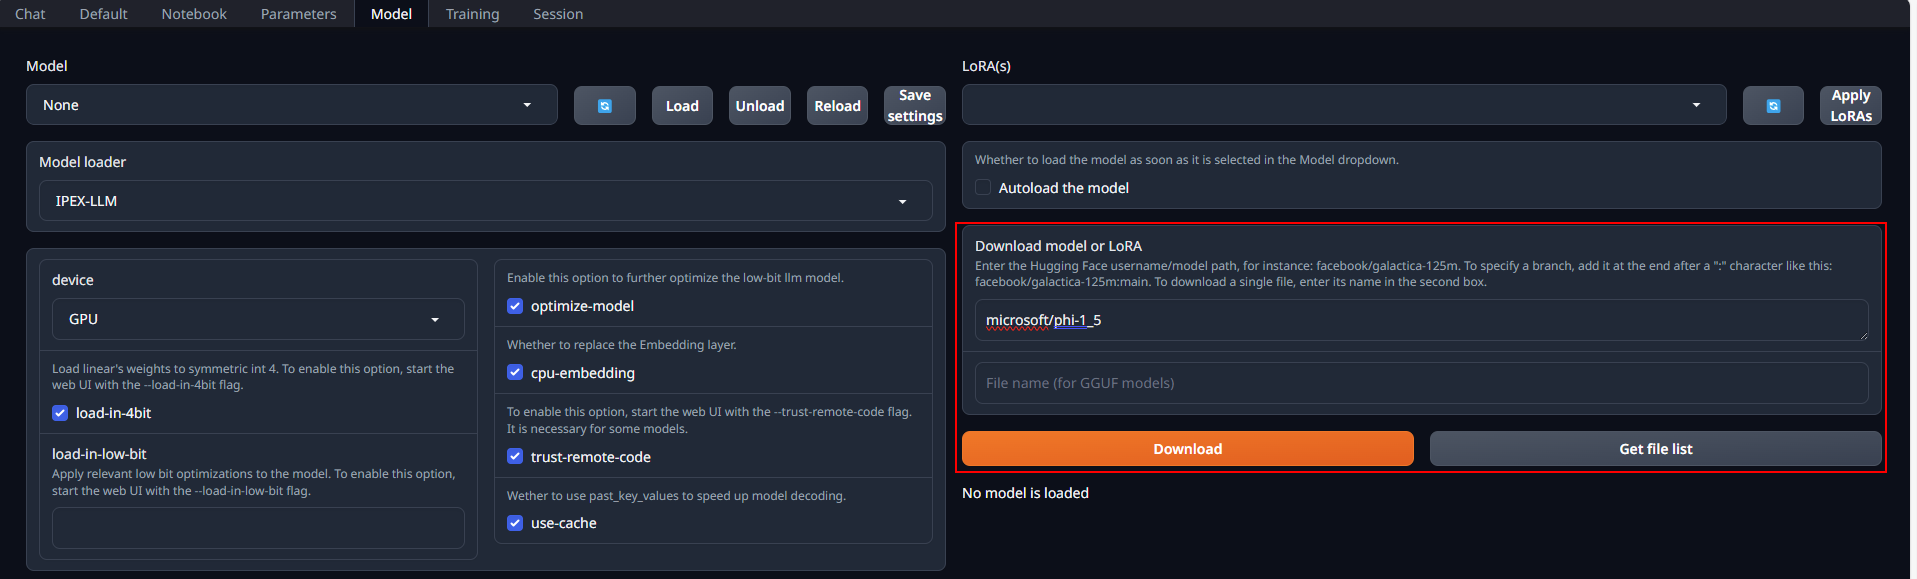 Chat Default Notebook Parameters Model Training Session
Model
None
Load
Unload
Reload
Save
settings
Model loader
IPEX-LLM
device
GPU
Load linear's weights to symmetric int 4. To enable this option, start the
web UI with the --load-in-4bit flag.
load-in-4bit
load-in-low-bit
Apply relevant low bit optimizations to the model. To enable this option,
start the web UI with the --load-in-low-bit flag.
Enable this option to further optimize the low-bit llm model.
optimize-model
Whether to replace the Embedding layer.
cpu-embedding
To enable this option, start the web UI with the --trust-remote-code flag.
It is necessary for some models.
trust-remote-code
Wether to use past_key_values to speed up model decoding.
use-cache
LoRA(s)
Apply
LoRAs
Whether to load the model as soon as it is selected in the Model dropdown.
Autoload the model
Download model or LoRA
Enter the Hugging Face username/model path, for instance: facebook/galactica-125m. To specify a branch, add it at the end after a ":" character like this:
facebook/galactica-125m:main. To download a single file, enter its name in the second box.
microsoft/phi-1_5
File name (for GGUF models)
Download
Get file list
No model is loaded